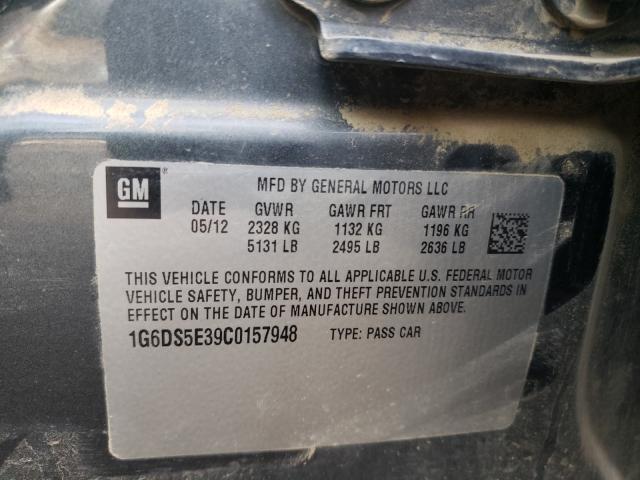 GM®
MFD BY GENERAL MOTORS LLC
DATE GVWR GAWR FRT GAWR RR
05/12 2328 KG 1132 KG 1196 KG
5131 LB 2495 LB 2636 LB
THIS VEHICLE CONFORMS TO ALL APPLICABLE U.S. FEDERAL MOTOR
VEHICLE SAFETY, BUMPER, AND THEFT PREVENTION STANDARDS IN
EFFECT ON THE DATE OF MANUFACTURE SHOWN ABOVE.
1G6DS5E39C0157948 TYPE: PASS CAR